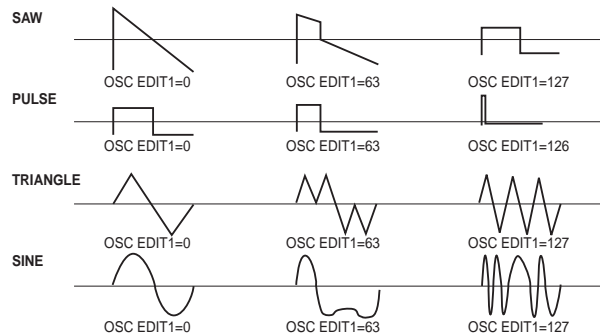 SAW
OSC EDIT1=0 OSC EDIT1=63 OSC EDIT1=127
PULSE
OSC EDIT1=0 OSC EDIT1=63 OSC EDIT1=126
TRIANGLE
OSC EDIT1=0 OSC EDIT1=63 OSC EDIT1=127
SINE
OSC EDIT1=0 OSC EDIT1=63 OSC EDIT1=127